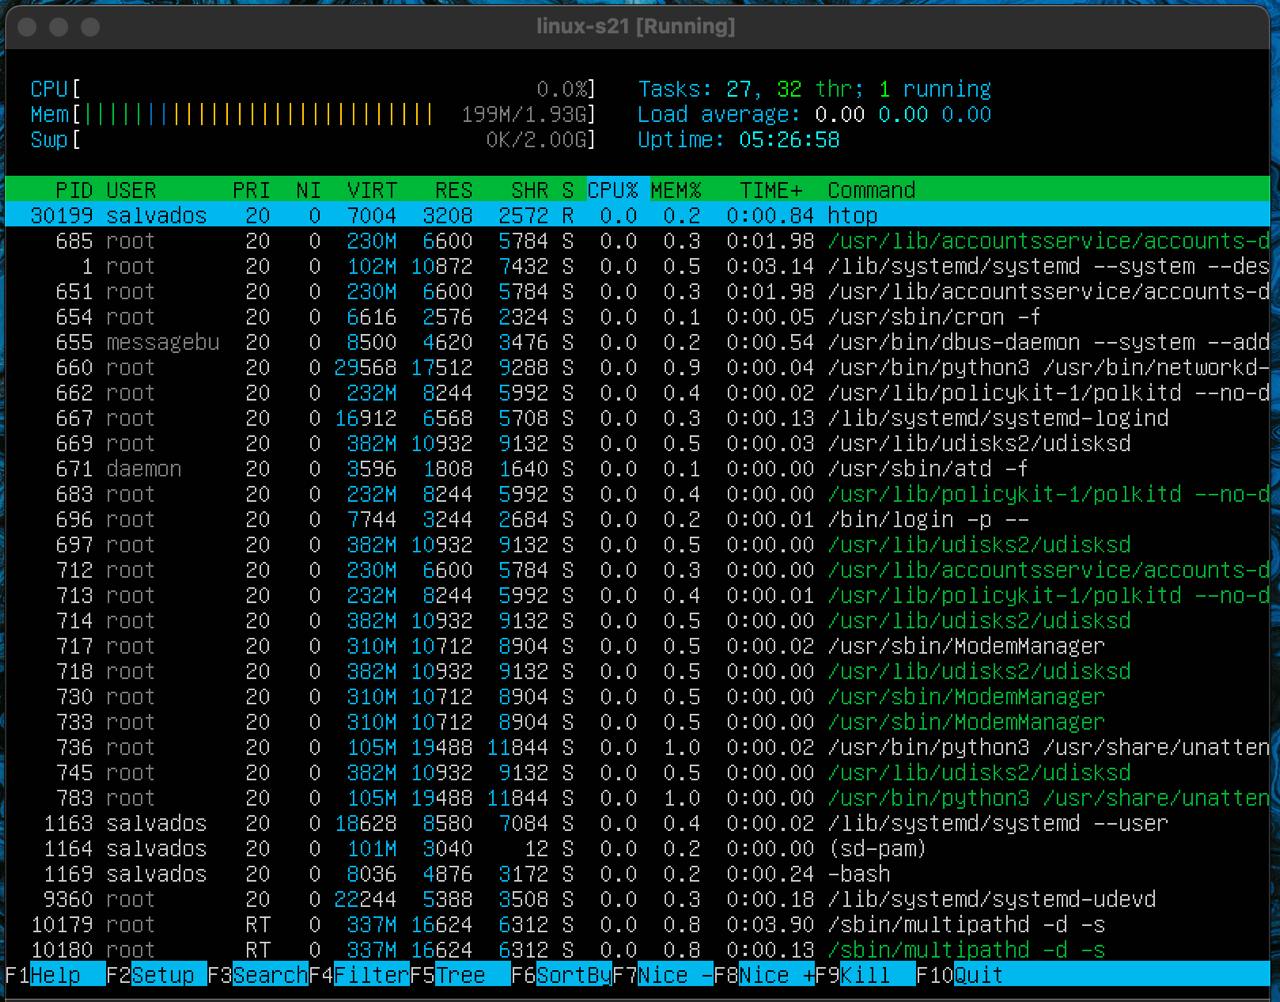 linux-s21 [Running]
CPU[ 0.0%] Tasks: 27, 32 thr; 1 running
Mem[||||||||||||||||||||||||||||| 199M/1.93G] Load average: 0.00 0.00 0.00
Swp[ 0K/2.00G] Uptime: 05:26:58
PID USER PRI NI VIRT RES SHR S CPU% MEM% TIME+ Command
30199 salvados 20 0 7004 3208 2572 R 0.0 0.2 0:00.84 htop
685 root 20 0 230M 6600 5784 S 0.0 0.3 0:01.98 /usr/lib/accountsservice/accounts-d
1 root 20 0 102M 10872 7432 S 0.0 0.5 0:03.14 /lib/systemd/systemd --system --des
651 root 20 0 230M 6600 5784 S 0.0 0.3 0:01.98 /usr/lib/accountsservice/accounts-d
654 root 20 0 6616 2576 2324 S 0.0 0.1 0:00.05 /usr/sbin/cron -f
655 messagebu 20 0 8500 4620 3476 S 0.0 0.2 0:00.54 /usr/bin/dbus-daemon --system --add
660 root 20 0 29568 17512 9288 S 0.0 0.9 0:00.04 /usr/bin/python3 /usr/bin/networkd-
662 root 20 0 232M 8244 5992 S 0.0 0.4 0:00.02 /usr/lib/policykit-1/polkitd --no-d
667 root 20 0 16912 6568 5708 S 0.0 0.3 0:00.13 /lib/systemd/systemd-logind
669 root 20 0 382M 10932 9132 S 0.0 0.5 0:00.03 /usr/lib/udisks2/udisksd
671 daemon 20 0 3596 1808 1640 S 0.0 0.1 0:00.00 /usr/sbin/atd -f
683 root 20 0 232M 8244 5992 S 0.0 0.4 0:00.00 /usr/lib/policykit-1/polkitd --no-d
696 root 20 0 7744 3244 2684 S 0.0 0.2 0:00.01 /bin/login -p --
697 root 20 0 382M 10932 9132 S 0.0 0.5 0:00.00 /usr/lib/udisks2/udisksd
712 root 20 0 230M 6600 5784 S 0.0 0.3 0:00.00 /usr/lib/accountsservice/accounts-d
713 root 20 0 232M 8244 5992 S 0.0 0.4 0:00.01 /usr/lib/policykit-1/polkitd --no-d
714 root 20 0 382M 10932 9132 S 0.0 0.5 0:00.00 /usr/lib/udisks2/udisksd
717 root 20 0 310M 10712 8904 S 0.0 0.5 0:00.02 /usr/sbin/ModemManager
718 root 20 0 382M 10932 9132 S 0.0 0.5 0:00.00 /usr/lib/udisks2/udisksd
730 root 20 0 310M 10712 8904 S 0.0 0.5 0:00.00 /usr/sbin/ModemManager
733 root 20 0 310M 10712 8904 S 0.0 0.5 0:00.00 /usr/sbin/ModemManager
736 root 20 0 105M 19488 11844 S 0.0 1.0 0:00.02 /usr/bin/python3 /usr/share/unatten
745 root 20 0 382M 10932 9132 S 0.0 0.5 0:00.00 /usr/lib/udisks2/udisksd
783 root 20 0 105M 19488 11844 S 0.0 1.0 0:00.00 /usr/bin/python3 /usr/share/unatten
1163 salvados 20 0 18628 8580 7084 S 0.0 0.4 0:00.02 /lib/systemd/systemd --user
1164 salvados 20 0 101M 3040 12 S 0.0 0.2 0:00.00 (sd-pam)
1169 salvados 20 0 8036 4876 3172 S 0.0 0.2 0:00.24 -bash
9360 root 20 0 22244 5388 3508 S 0.0 0.3 0:00.18 /lib/systemd/systemd-udevd
10179 root RT 0 337M 16624 6312 S 0.0 0.8 0:03.90 /sbin/multipathd -d -s
10180 root RT 0 337M 16624 6312 S 0.0 0.8 0:00.13 /sbin/multipathd -d -s
F1Help F2Setup F3SearchF4FilterF5Tree F6SortByF7Nice -F8Nice +F9Kill F10Quit